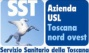 SST
Azienda
USL
Toscana
nord ovest
Servizio Sanitario della Toscana